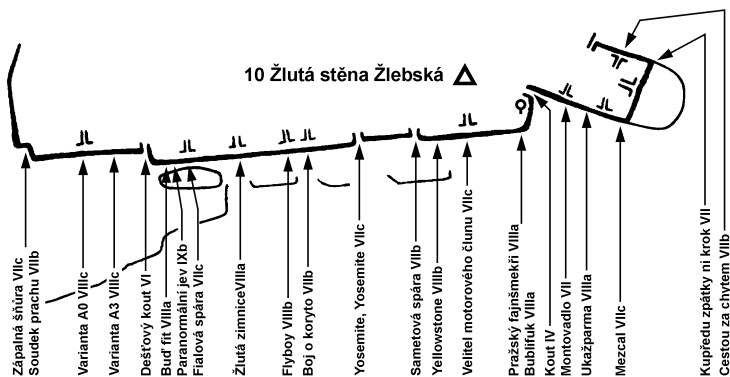 10 Žlutá stěna Žlebská
Zápalná šňůra VIIc
Soudek prachu VIIb
Varianta A0 VIIIc
Varianta A3 VIIIc
Dešťový kout VI
Buď fit VIIIa
Paranormální jev IXb
Fialová spára VIIc
Žlutá zimniceVIIIa
Flyboy VIIIb
Boj o koryto VIIb
Yosemite, Yosemite VIIc
Sametová spára VIIb
Yellowstone VIIIb
Velitel motorového člunu VIIc
Pražský fajnšmekři VIIIa
Bublifuk VIIIa
Kout IV
Montovadlo VII
Ukažparma VIIIa
Mezcal VIIc
Kupředu zpátky ni krok VII
Cestou za chytem VIIb